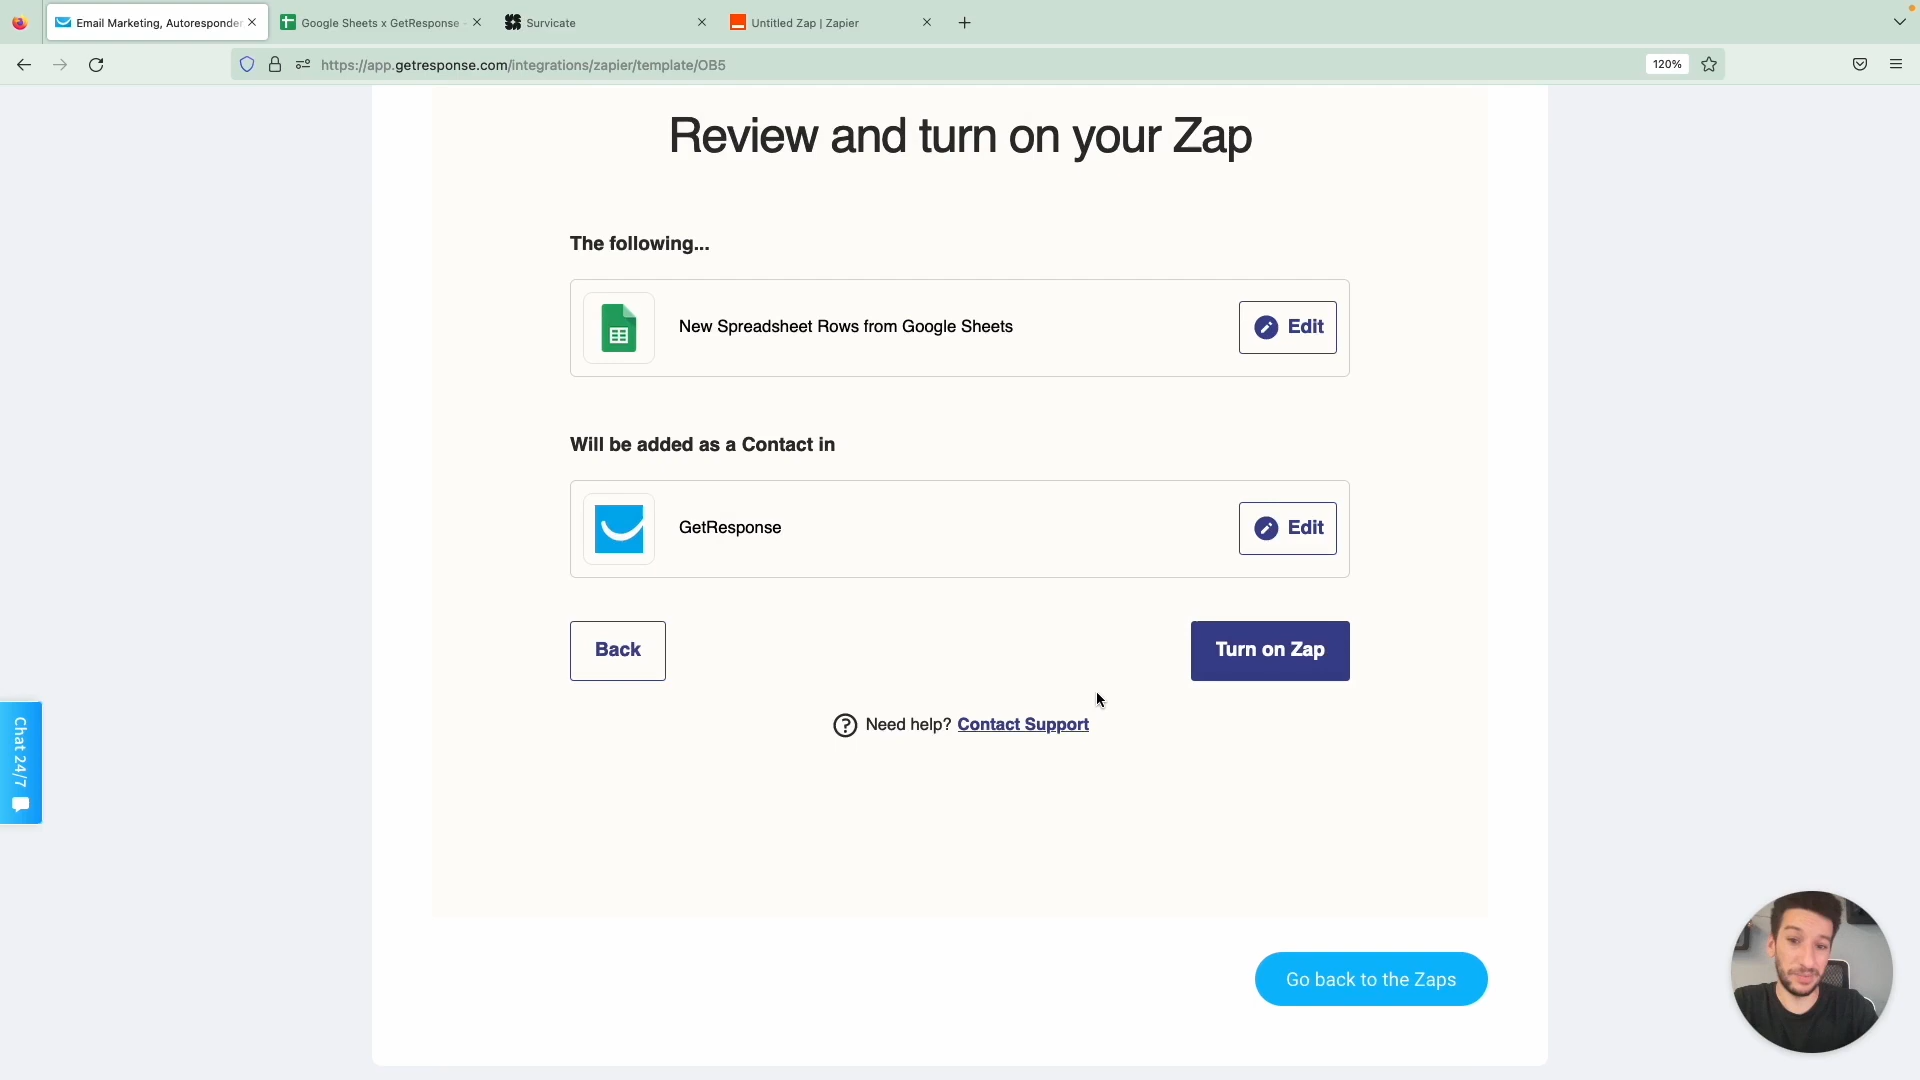 Email Marketing, Autoresponder
Google Sheets x GetResponse
Survicate
Untitled Zap | Zapier
https://app.getresponse.com/integrations/zapier/template/OB5
120%
Review and turn on your Zap
The following...
New Spreadsheet Rows from Google Sheets
Edit
Will be added as a Contact in
GetResponse
Edit
Back
Turn on Zap
Need help? Contact Support
Chat 24/7
Go back to the Zaps